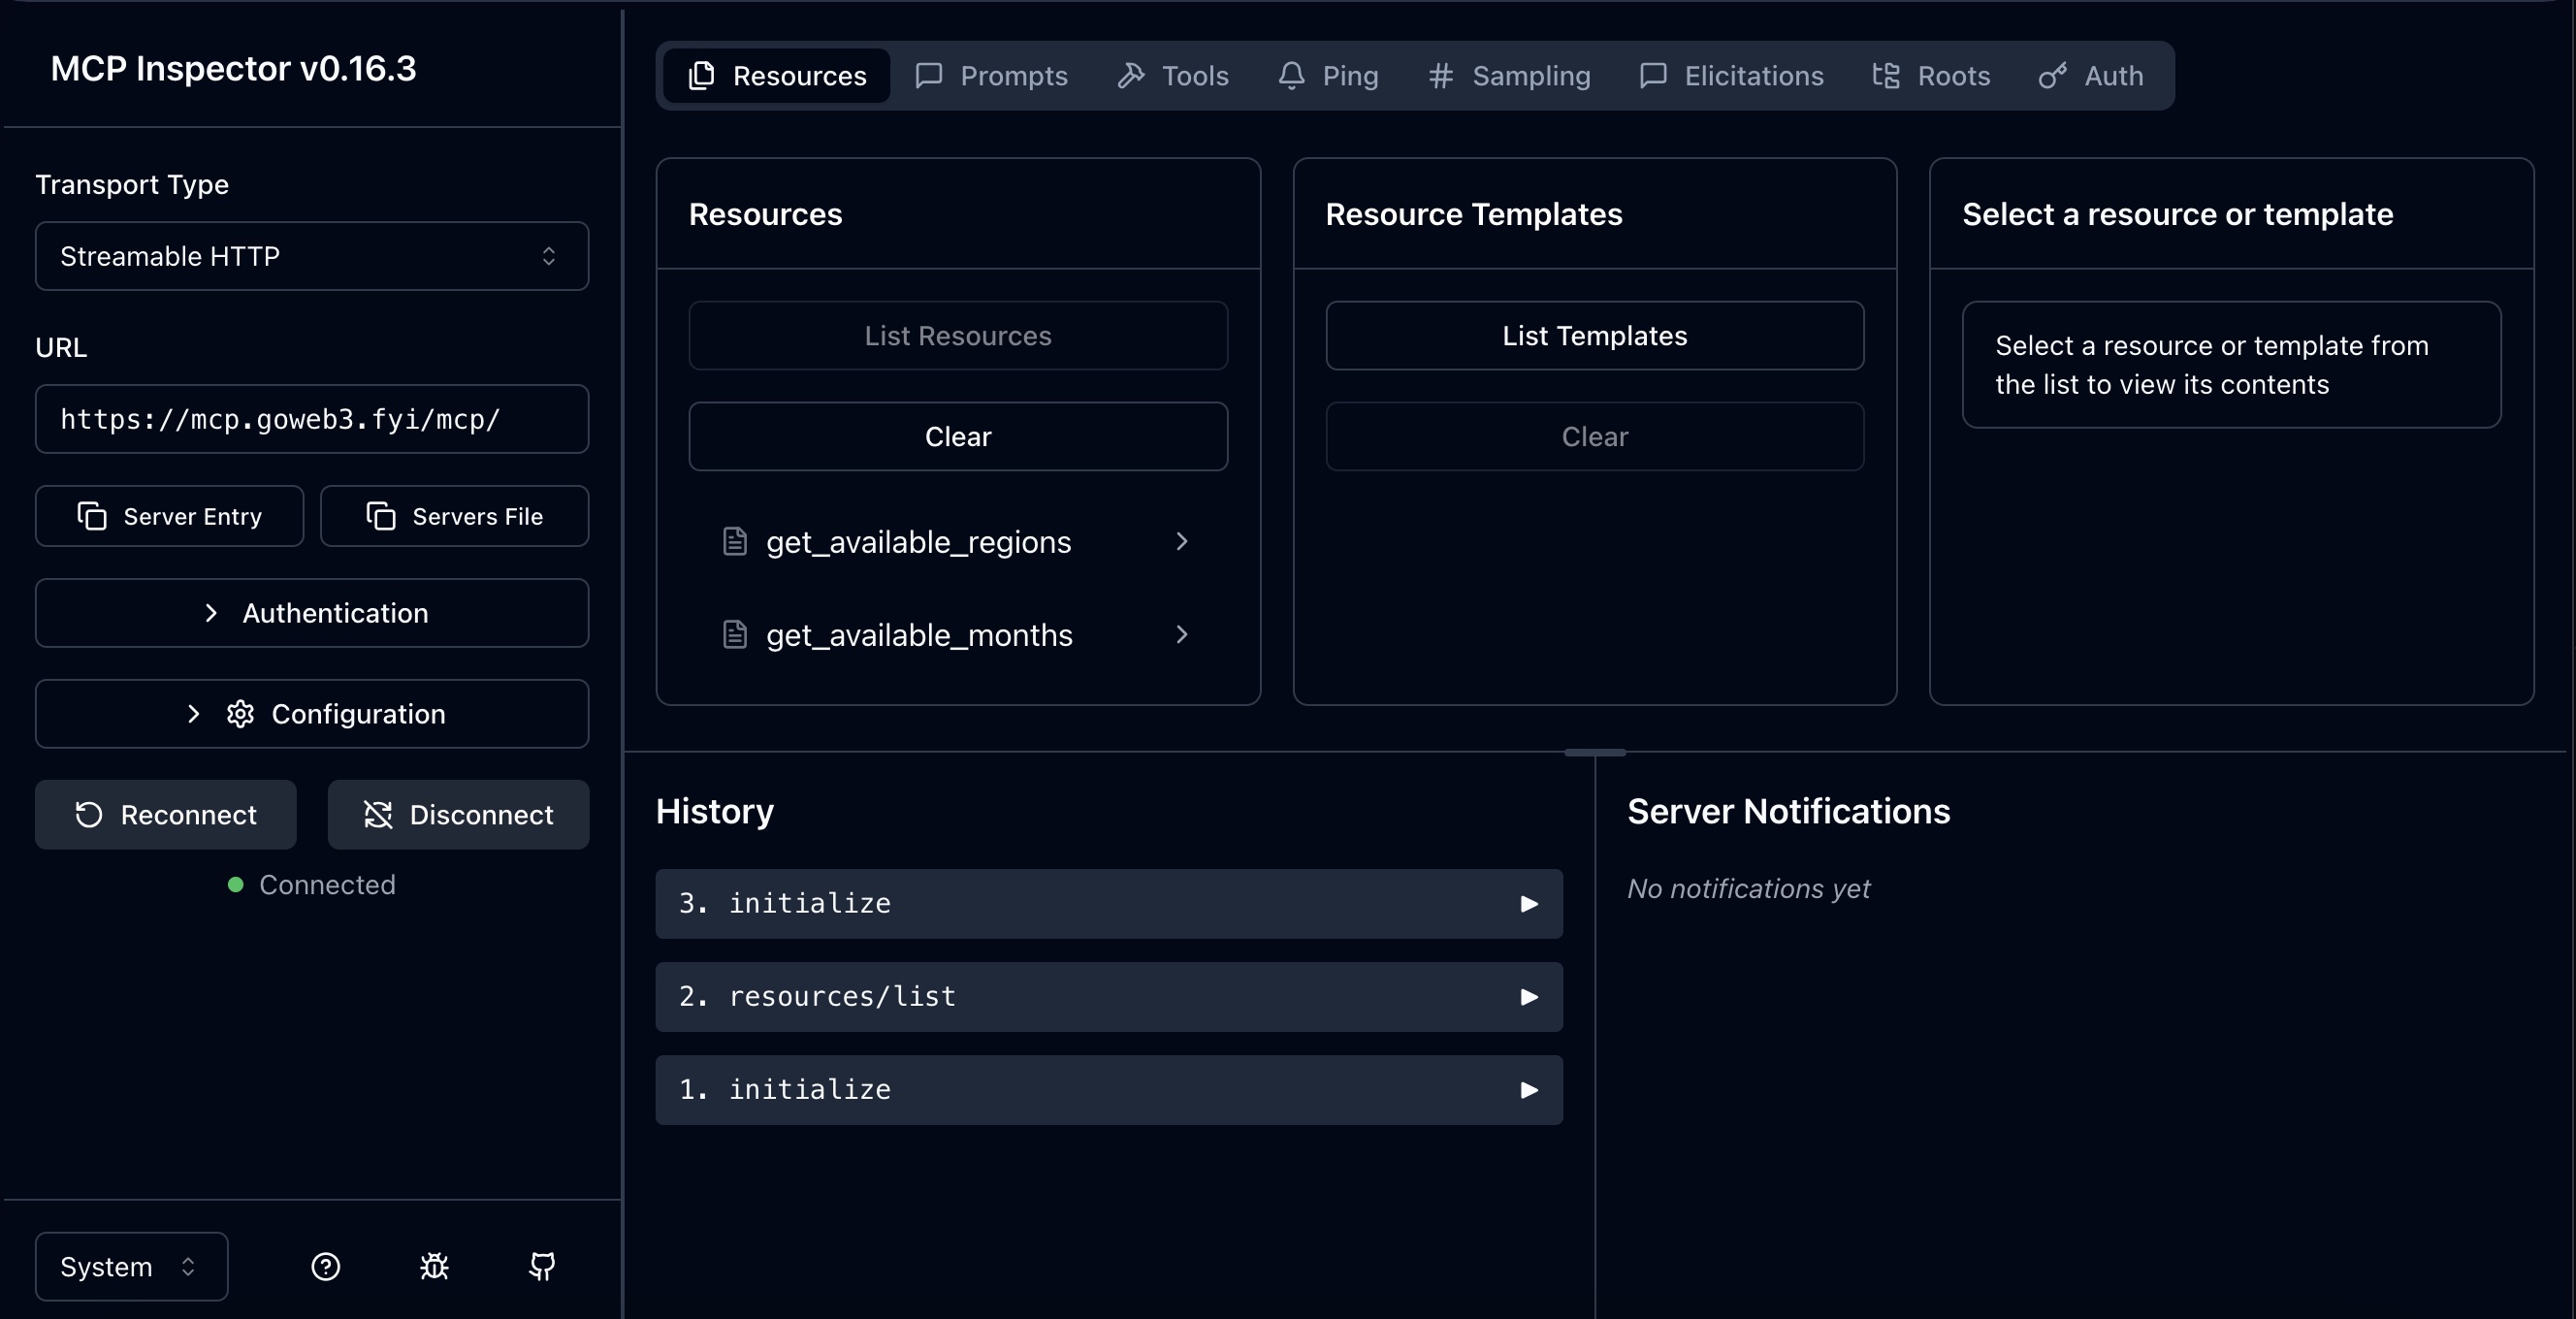 MCP Inspector v0.16.3
Transport Type
Streamable HTTP
URL
https://mcp.goweb3.fyi/mcp/
Server Entry
Servers File
Authentication
Configuration
Reconnect
Disconnect
Connected
System
Resources
Prompts
Tools
Ping
Sampling
Elicitations
Roots
Auth
Resources
List Resources
Clear
get_available_regions
get_available_months
Resource Templates
List Templates
Clear
Select a resource or template
Select a resource or template from
the list to view its contents
History
3. initialize
2. resources/list
1. initialize
Server Notifications
No notifications yet